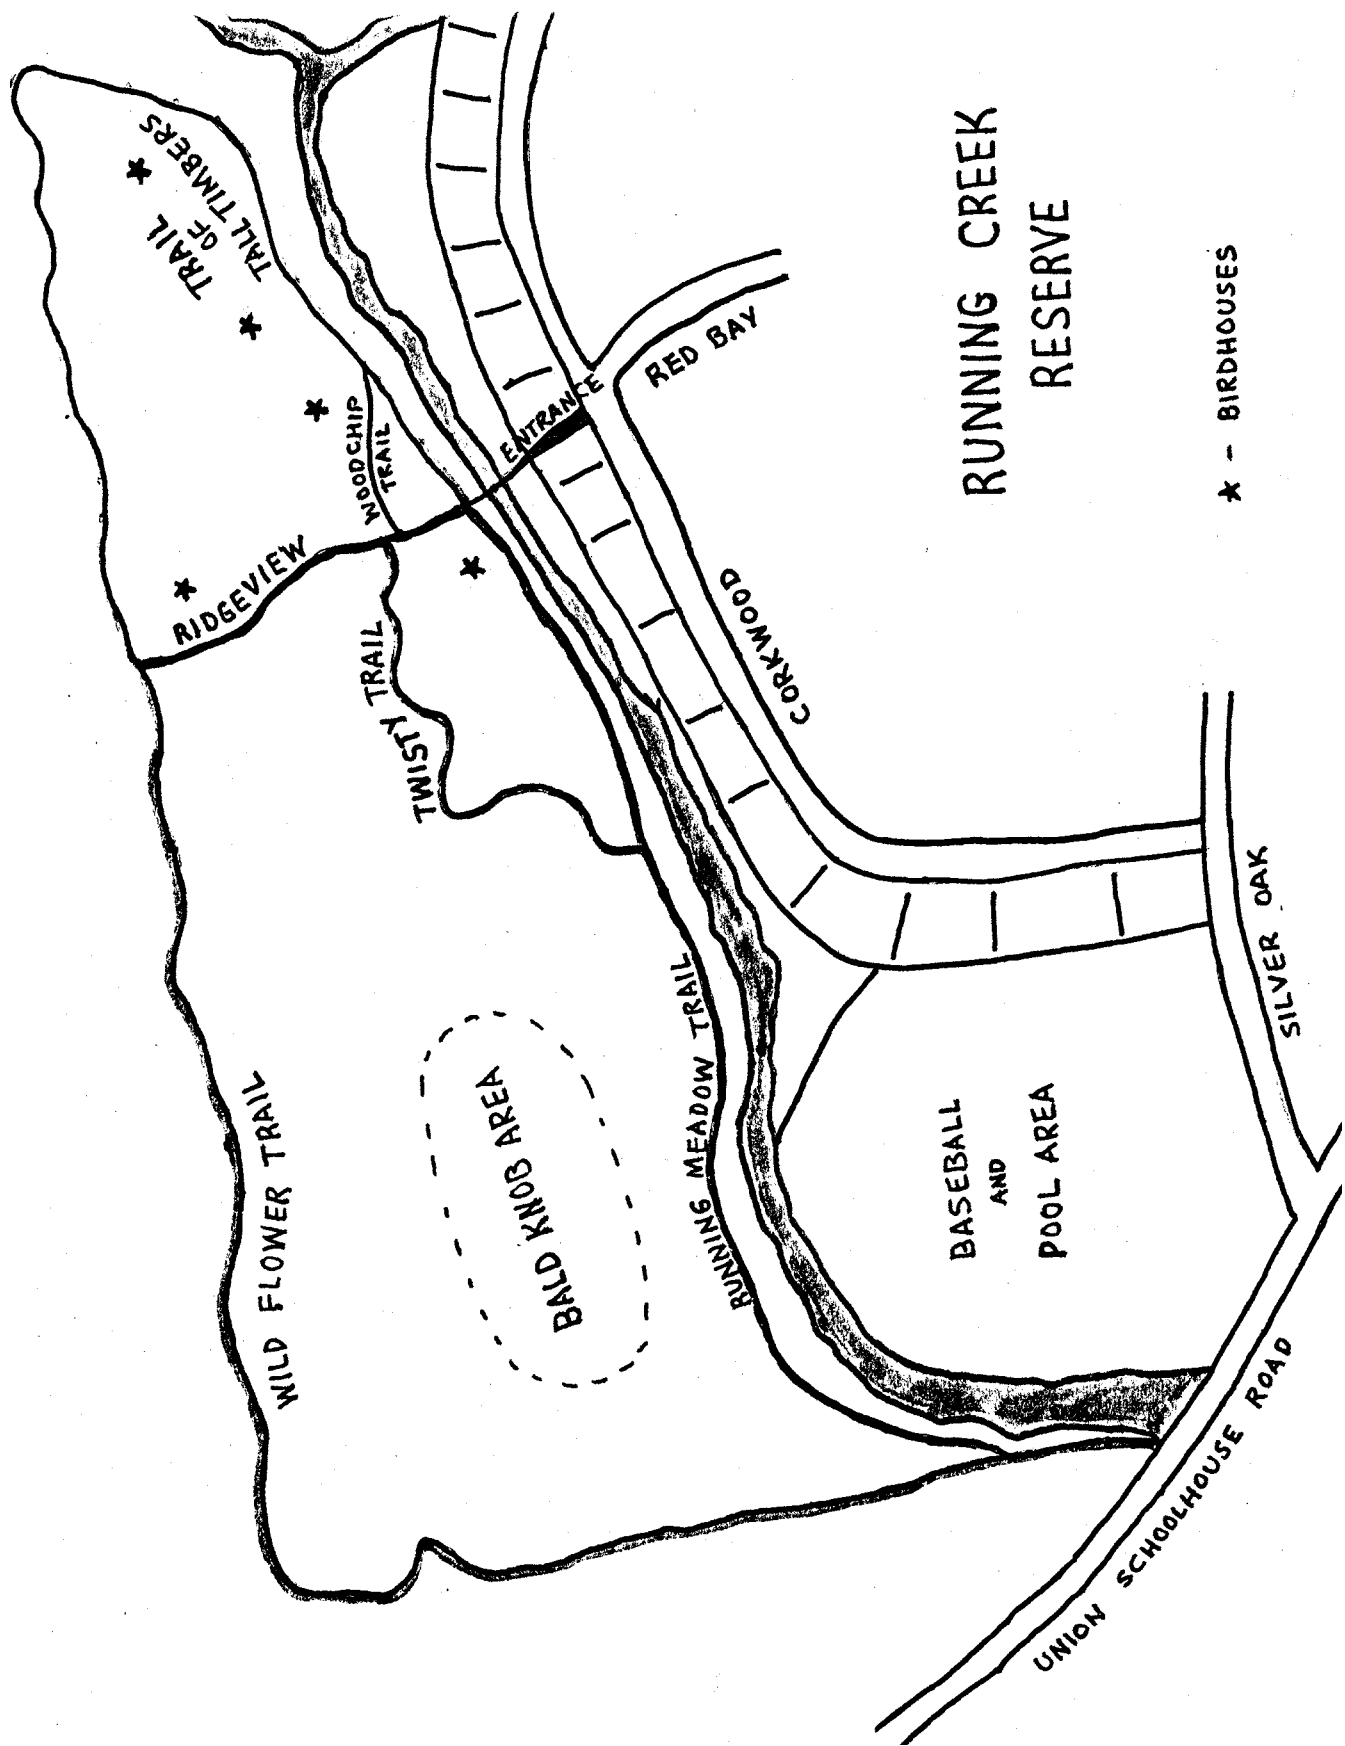 RUNNING CREEK
RESERVE
★ - BIRDHOUSES
TRAIL
OF
TALL TIMBERS
WOODCHIP
TRAIL
RIDGEVIEW
TWISTY TRAIL
ENTRANCE
RED BAY
CORKWOOD
WILD FLOWER TRAIL
BALD KNOB AREA
RUNNING MEADOW TRAIL
BASEBALL
AND
POOL AREA
SILVER OAK
UNION SCHOOLHOUSE ROAD